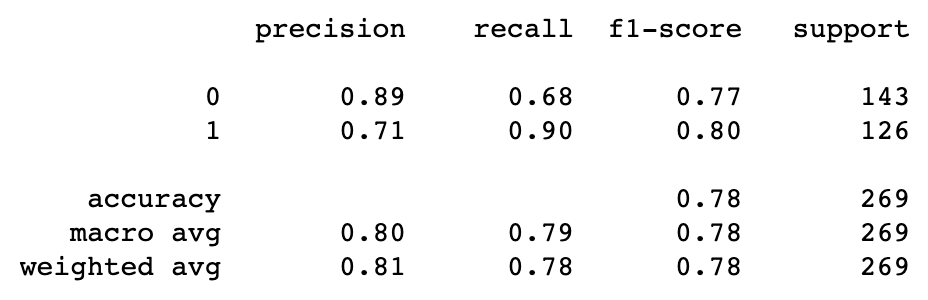 precision recall f1-score support
0 0.89 0.68 0.77 143
1 0.71 0.90 0.80 126
accuracy 0.78 269
macro avg 0.80 0.79 0.78 269
weighted avg 0.81 0.78 0.78 269